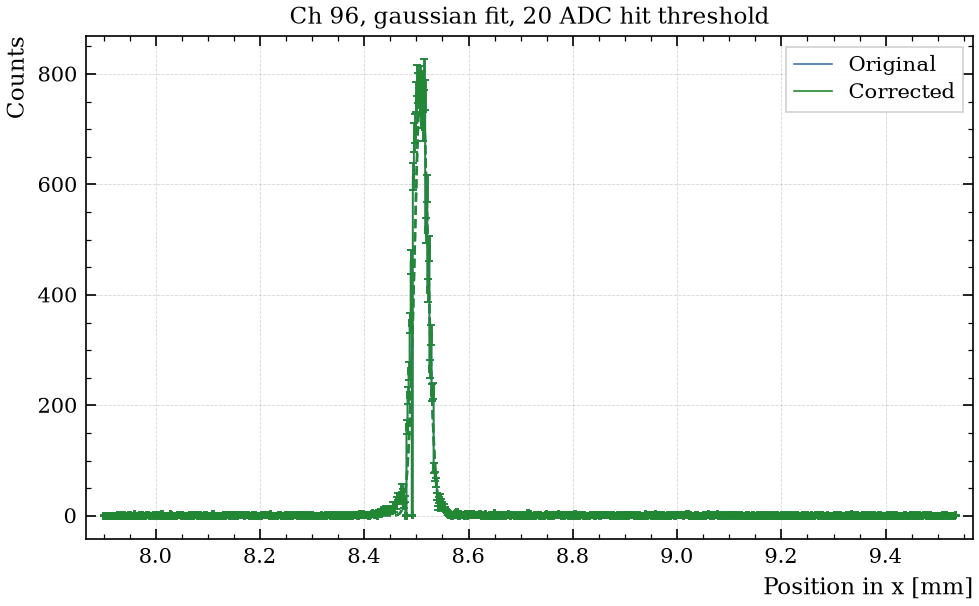 Ch 96, gaussian fit, 20 ADC hit threshold
Counts
800
600
400
200
0
Original
Corrected
8.0 8.2 8.4 8.6 8.8 9.0 9.2 9.4
Position in x [mm]